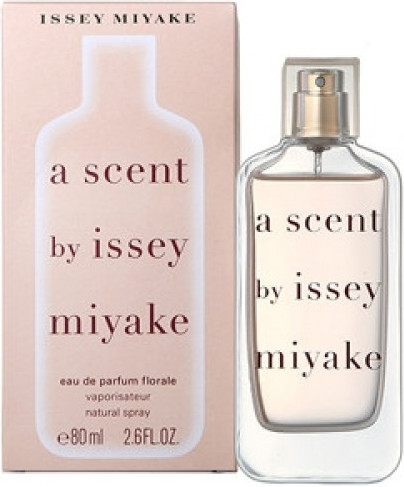 ISSEY MIYAKE
a scent
by issey
miyake
eau de parfum florale
vaporisateur
natural spray
℮80ml 2.6FL.OZ.
a scent
by issey
miyake